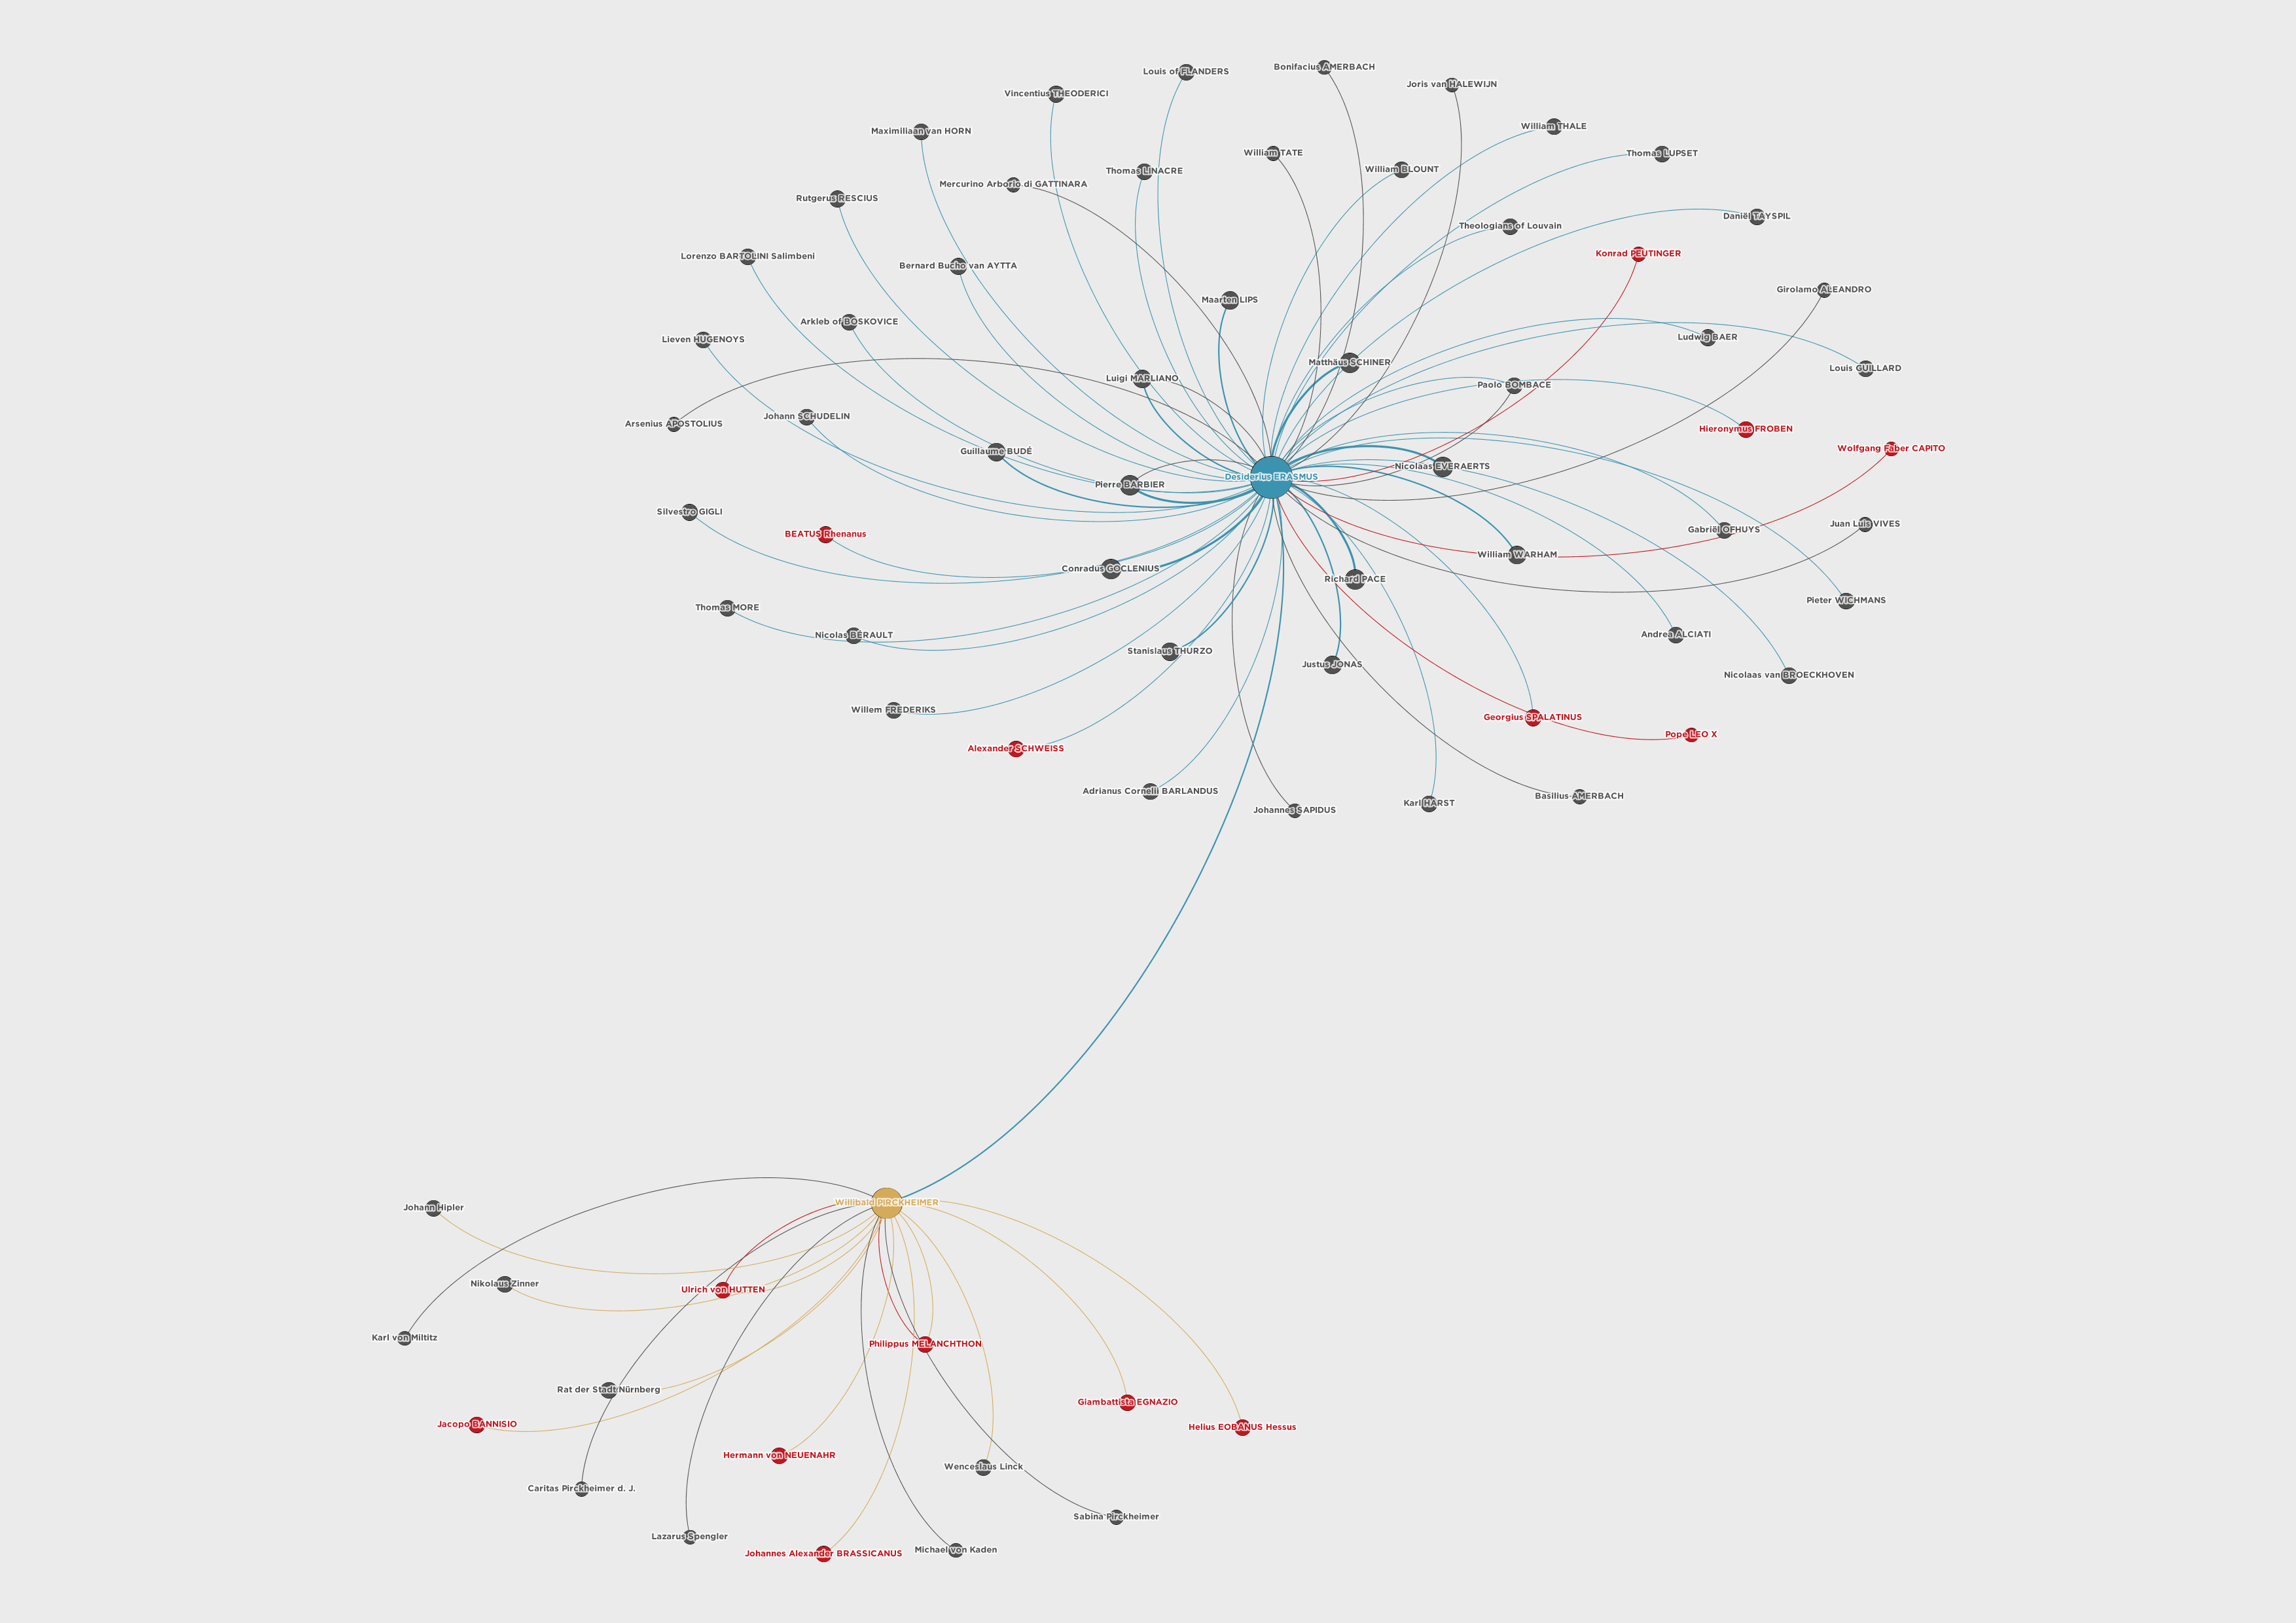 Bonifacius AMERBACH
Louis of FLANDERS
Joris van HALEWIJN
Vincentius THEODERICI
William THALE
Maximiliaan van HORN
William TATE
Thomas LUPSET
William BLOUNT
Thomas LINACRE
Mercurino Arborio di GATTINARA
Rutgerus RESCIUS
Daniël TAYSPIL
Theologians of Louvain
Konrad PEUTINGER
Lorenzo BARTOLINI Salimbeni
Bernard Bucho van AYTTA
Girolamo ALEANDRO
Maarten LIPS
Arkleb of BOSKOVICE
Ludwig BAER
Lieven HUGENOYS
Matthäus SCHINER
Louis GUILLARD
Luigi MARLIANO
Paolo BOMBACE
Johann SCHUDELIN
Arsenius APOSTOLIUS
Hieronymus FROBEN
Wolfgang Faber CAPITO
Guillaume BUDÉ
Nicolaas EVERAERTS
Desiderius ERASMUS
Pierre BARBIER
Silvestro GIGLI
Juan Luis VIVES
Gabriël OFHUYS
BEATUS Rhenanus
William WARHAM
Conradus GOCLENIUS
Richard PACE
Pieter WICHMANS
Thomas MORE
Nicolas BÉRAULT
Andrea ALCIATI
Stanislaus THURZO
Justus JONAS
Nicolaas van BROECKHOVEN
Willem FREDERIKS
Georgius SPALATINUS
Pope LEO X
Alexander SCHWEISS
Adrianus Cornelii BARLANDUS
Basilius AMERBACH
Karl HARST
Johannes SAPIDUS
Willibald PIRCKHEIMER
Johann Hipler
Nikolaus Zinner
Ulrich von HUTTEN
Karl von Miltitz
Philippus MELANCHTHON
Rat der Stadt Nürnberg
Giambattista EGNAZIO
Jacopo BANNISIO
Helius EOBANUS Hessus
Hermann von NEUENAHR
Wenceslaus Linck
Caritas Pirckheimer d. J.
Sabina Pirckheimer
Lazarus Spengler
Michael von Kaden
Johannes Alexander BRASSICANUS